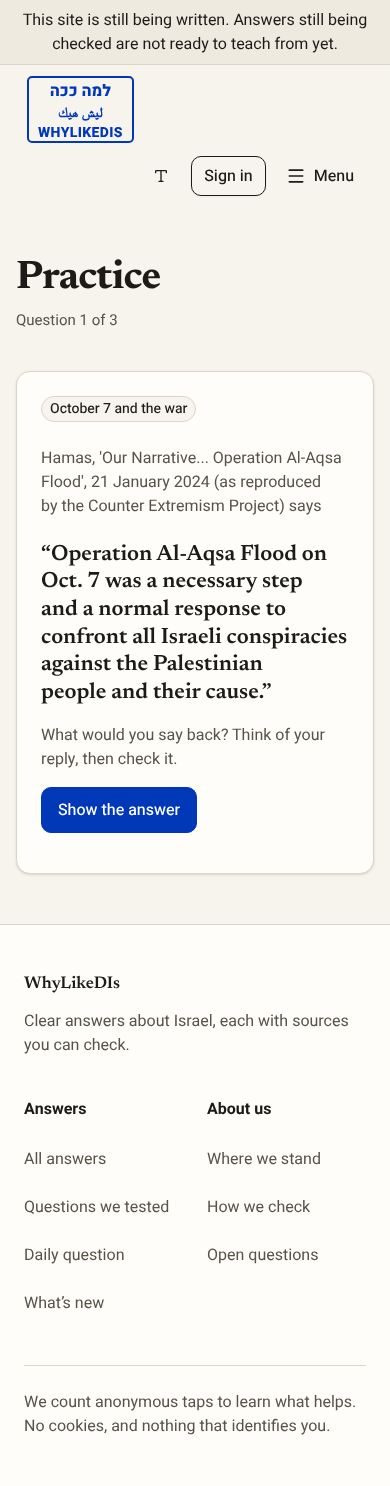 This site is still being written. Answers still being
checked are not ready to teach from yet.
למה ככה
ليش هيك
WHYLIKEDIS
T
Sign in
Menu
Practice
Question 1 of 3
October 7 and the war
Hamas, 'Our Narrative... Operation Al-Aqsa
Flood', 21 January 2024 (as reproduced
by the Counter Extremism Project) says
“Operation Al-Aqsa Flood on
Oct. 7 was a necessary step
and a normal response to
confront all Israeli conspiracies
against the Palestinian
people and their cause.”
What would you say back? Think of your
reply, then check it.
Show the answer
WhyLikeDIs
Clear answers about Israel, each with sources
you can check.
Answers
About us
All answers
Where we stand
Questions we tested
How we check
Daily question
Open questions
What’s new
We count anonymous taps to learn what helps.
No cookies, and nothing that identifies you.